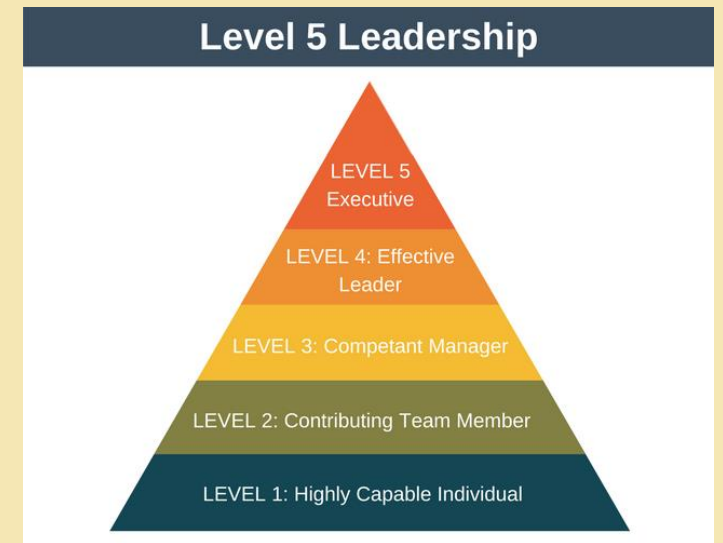 Level 5 Leadership
LEVEL 5
Executive
LEVEL 4: Effective
Leader
LEVEL 3: Competant Manager
LEVEL 2: Contributing Team Member
LEVEL 1: Highly Capable Individual